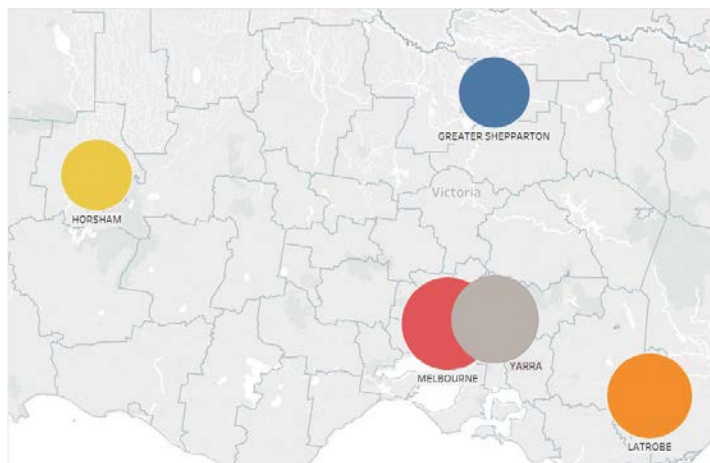 GREATER SHEPPARTON
Victoria
HORSHAM
YARRA
MELBOURNE
LATROBE